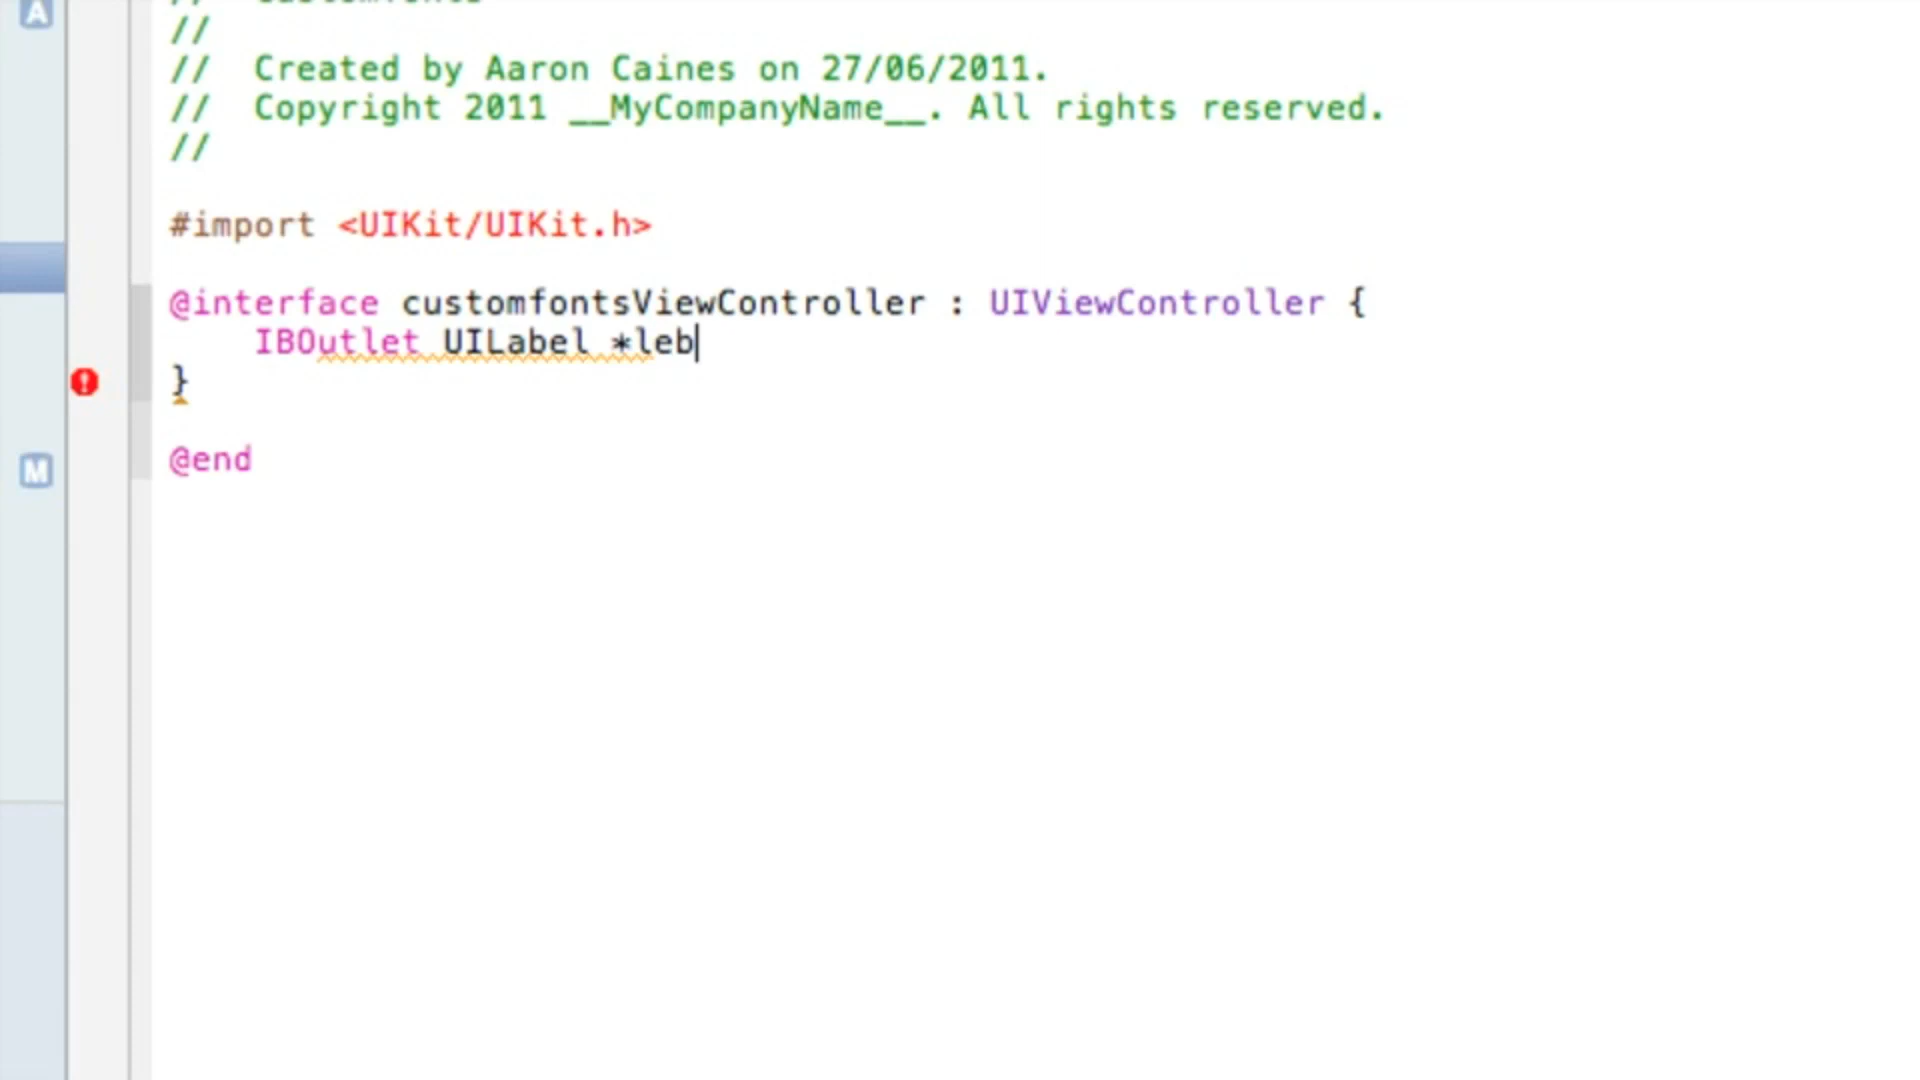 A
//
// Created by Aaron Caines on 27/06/2011.
// Copyright 2011 __MyCompanyName__. All rights reserved.
//
#import <UIKit/UIKit.h>
@interface customfontsViewController : UIViewController {
IBOutlet UILabel *leb
}
M
@end